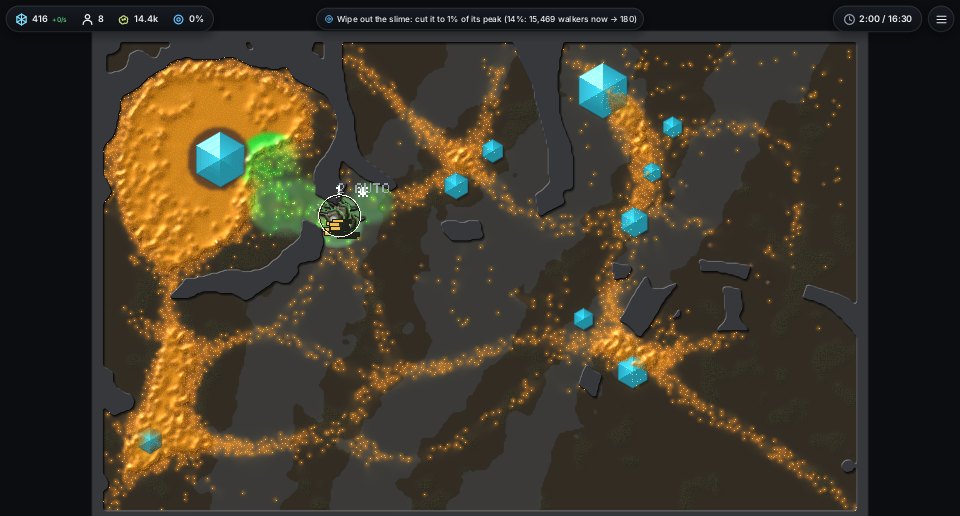 416 +0/s 8 14.4k 0%
Wipe out the slime: cut it to 1% of its peak (14%: 15,469 walkers now → 180)
2:00 / 16:30
AUTO